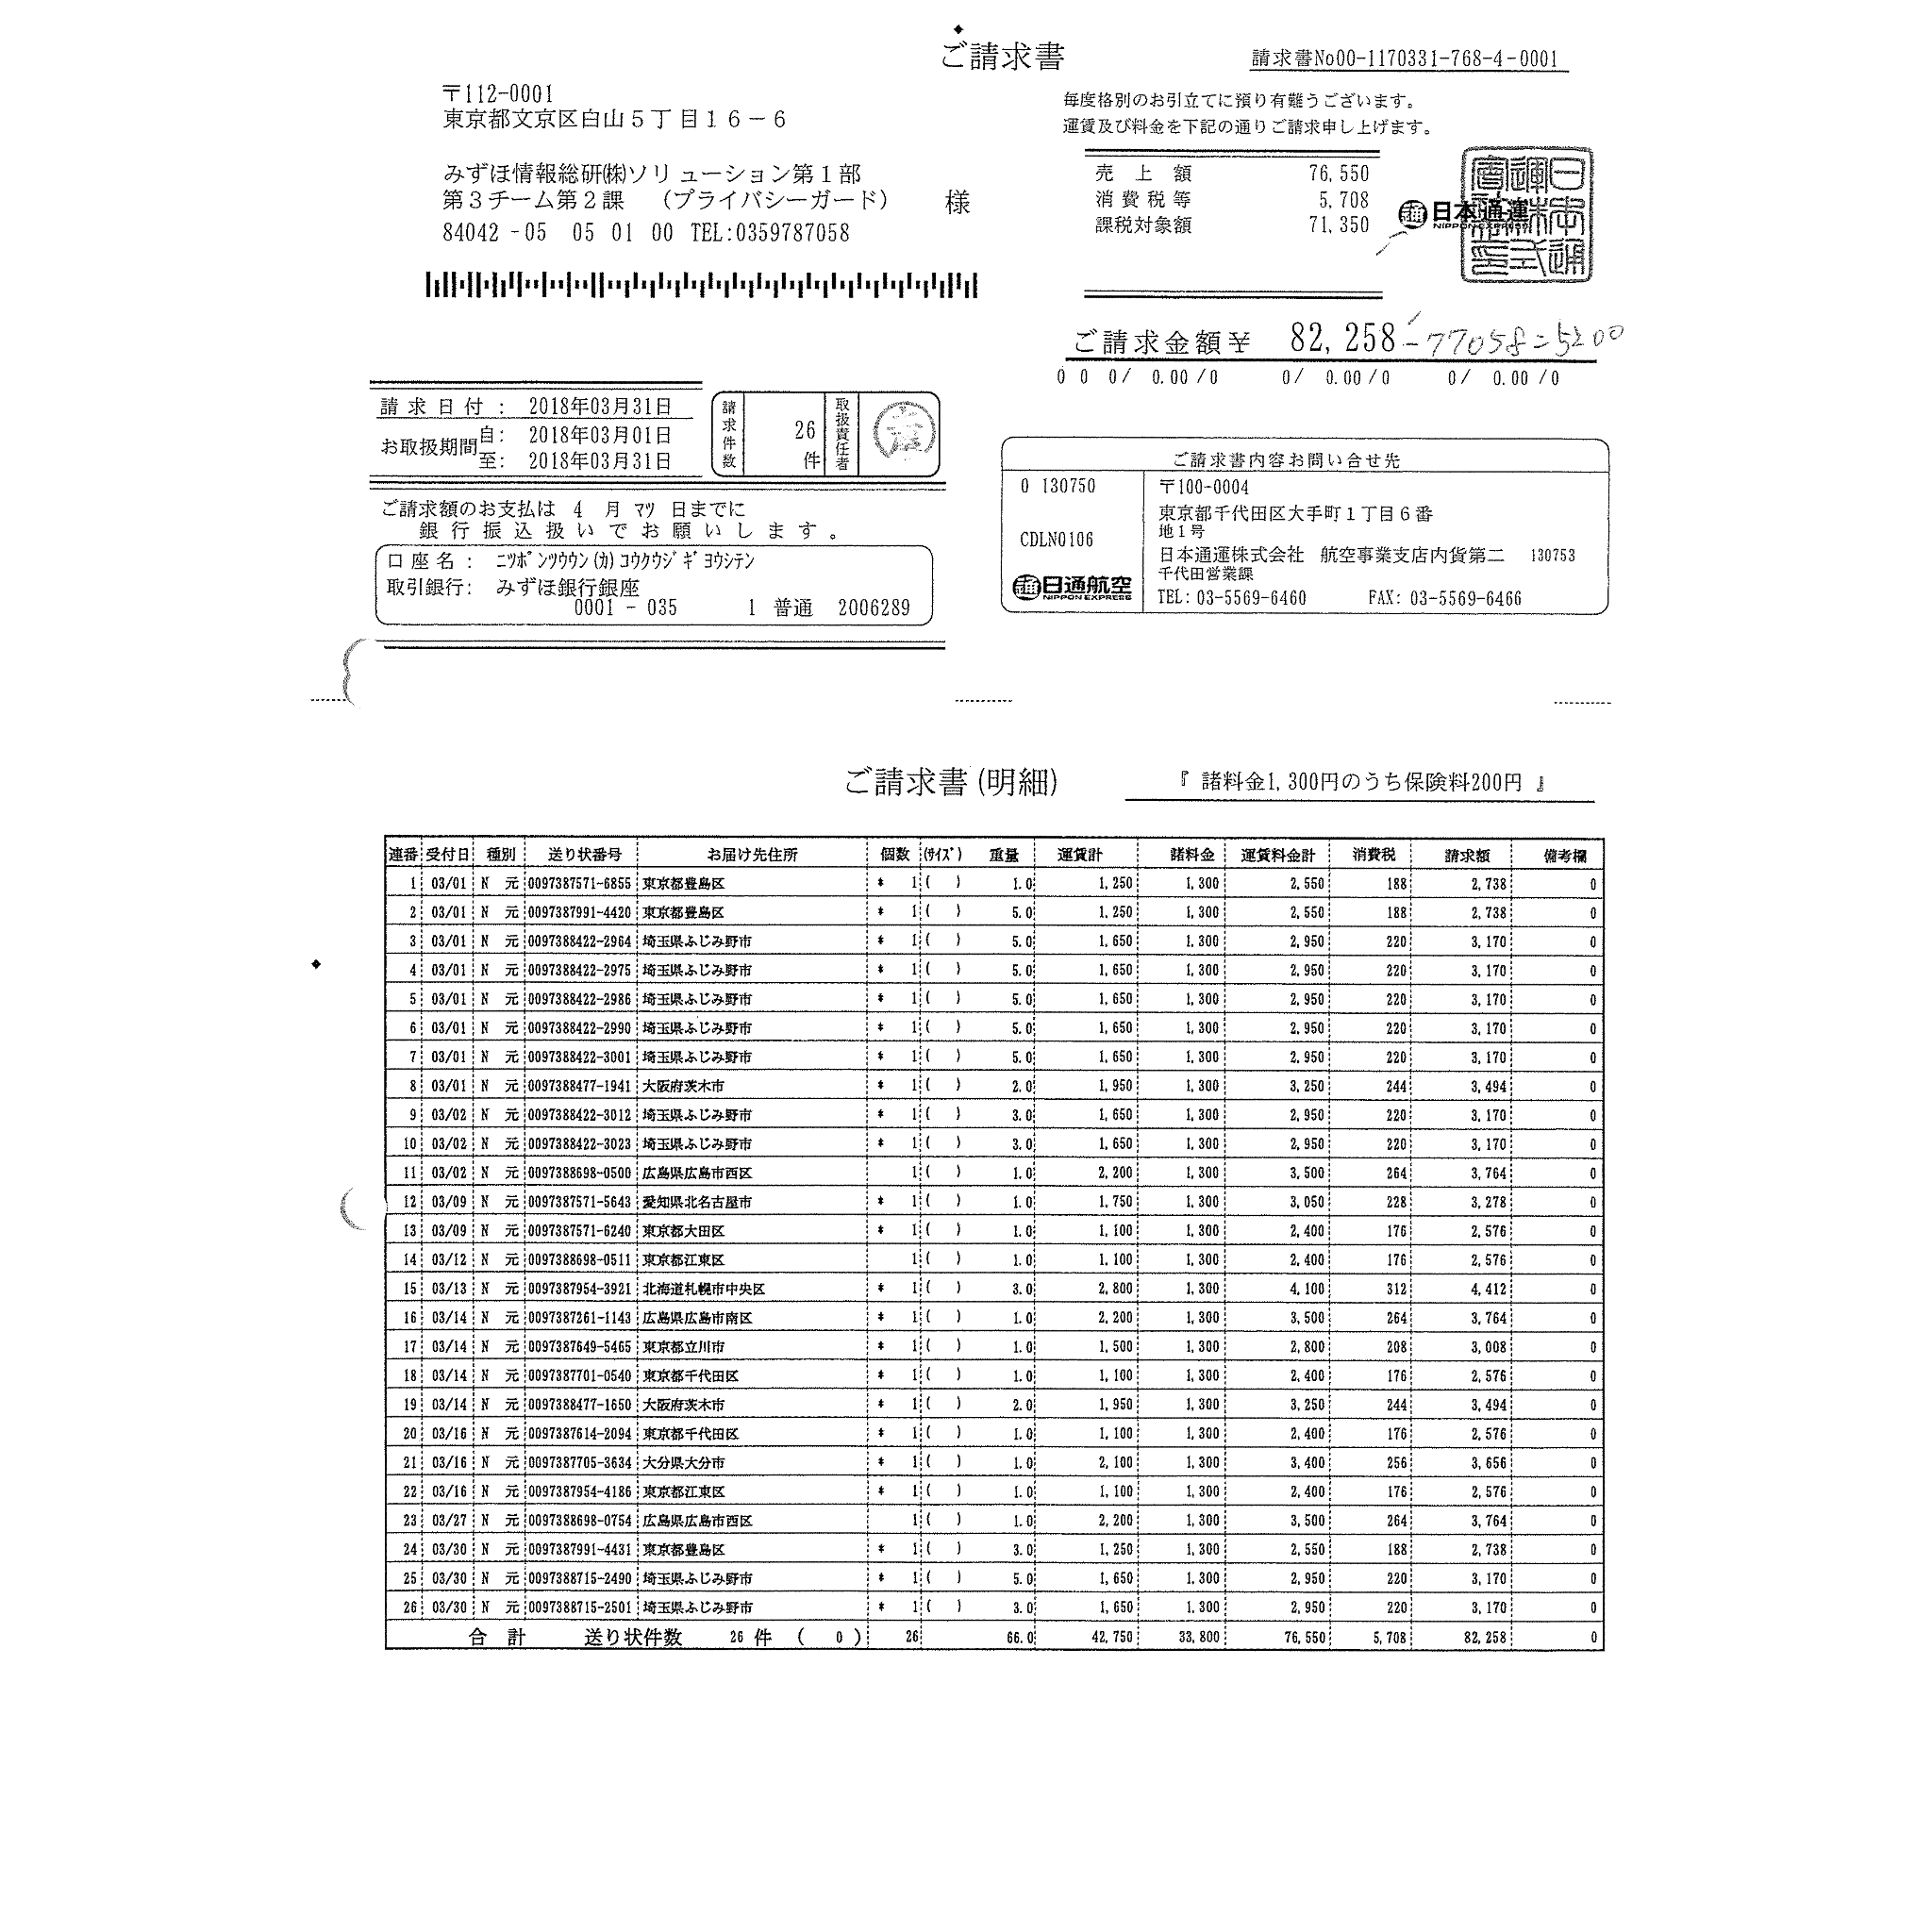 ご請求書
請求書No00-1170331-768-4-0001
〒112-0001
東京都文京区白山５丁目１６－６
みずほ情報総研㈱ソリューション第１部
第３チーム第２課　（プライバシーガード）　様
84042 -05　05 01 00 TEL:0359787058
毎度格別のお引立てに預り有難うございます。
運賃及び料金を下記の通りご請求申し上げます。
売上額 76,550
消費税等 5,708
課税対象額 71,350
日本通運
NIPPON EXPRESS
ご請求金額￥ 82,258 -77058=5200
0 0 0/ 0.00/0 0/ 0.00/0 0/ 0.00/0
請求日付： 2018年03月31日
お取扱期間 自: 2018年03月01日
至: 2018年03月31日
請求件数 26件 取扱責任者
ご請求額のお支払は 4 月 ﾏﾂ 日までに
銀行振込扱いでお願いします。
口座名： ﾆﾂﾎﾟﾝﾂｳｳﾝ(ｶ)ｺｳｸｳｼﾞｷﾞﾖｳｼﾃﾝ
取引銀行: みずほ銀行銀座
0001 - 035 1 普通 2006289
ご請求書内容お問い合せ先
0 130750
CDLN0106
日通航空
NIPPON EXPRESS
〒100-0004
東京都千代田区大手町１丁目６番
地１号
日本通運株式会社 航空事業支店内貨第二 130753
千代田営業課
TEL: 03-5569-6460 FAX: 03-5569-6466
ご請求書(明細)
『 諸料金1,300円のうち保険料200円 』
連番 受付日 種別 送り状番号 お届け先住所 個数 (ｻｲｽﾞ) 重量 運賃計 諸料金 運賃料金計 消費税 請求額 備考欄
1 03/01 N 元 0097387571-6855 東京都豊島区 * 1 ( ) 1.0 1,250 1,300 2,550 188 2,738 0
2 03/01 N 元 0097387991-4420 東京都豊島区 * 1 ( ) 5.0 1,250 1,300 2,550 188 2,738 0
3 03/01 N 元 0097388422-2964 埼玉県ふじみ野市 * 1 ( ) 5.0 1,650 1,300 2,950 220 3,170 0
4 03/01 N 元 0097388422-2975 埼玉県ふじみ野市 * 1 ( ) 5.0 1,650 1,300 2,950 220 3,170 0
5 03/01 N 元 0097388422-2986 埼玉県ふじみ野市 * 1 ( ) 5.0 1,650 1,300 2,950 220 3,170 0
6 03/01 N 元 0097388422-2990 埼玉県ふじみ野市 * 1 ( ) 5.0 1,650 1,300 2,950 220 3,170 0
7 03/01 N 元 0097388422-3001 埼玉県ふじみ野市 * 1 ( ) 5.0 1,650 1,300 2,950 220 3,170 0
8 03/01 N 元 0097388477-1941 大阪府茨木市 * 1 ( ) 2.0 1,950 1,300 3,250 244 3,494 0
9 03/02 N 元 0097388422-3012 埼玉県ふじみ野市 * 1 ( ) 3.0 1,650 1,300 2,950 220 3,170 0
10 03/02 N 元 0097388422-3023 埼玉県ふじみ野市 * 1 ( ) 3.0 1,650 1,300 2,950 220 3,170 0
11 03/02 N 元 0097388698-0500 広島県広島市西区 1 ( ) 1.0 2,200 1,300 3,500 264 3,764 0
12 03/09 N 元 0097387571-5643 愛知県北名古屋市 * 1 ( ) 1.0 1,750 1,300 3,050 228 3,278 0
13 03/09 N 元 0097387571-6240 東京都大田区 * 1 ( ) 1.0 1,100 1,300 2,400 176 2,576 0
14 03/12 N 元 0097388698-0511 東京都江東区 1 ( ) 1.0 1,100 1,300 2,400 176 2,576 0
15 03/13 N 元 0097387954-3921 北海道札幌市中央区 * 1 ( ) 3.0 2,800 1,300 4,100 312 4,412 0
16 03/14 N 元 0097387261-1143 広島県広島市南区 * 1 ( ) 1.0 2,200 1,300 3,500 264 3,764 0
17 03/14 N 元 0097387649-5465 東京都立川市 * 1 ( ) 1.0 1,500 1,300 2,800 208 3,008 0
18 03/14 N 元 0097387701-0540 東京都千代田区 * 1 ( ) 1.0 1,100 1,300 2,400 176 2,576 0
19 03/14 N 元 0097388477-1650 大阪府茨木市 * 1 ( ) 2.0 1,950 1,300 3,250 244 3,494 0
20 03/16 N 元 0097387614-2094 東京都千代田区 * 1 ( ) 1.0 1,100 1,300 2,400 176 2,576 0
21 03/16 N 元 0097387705-3634 大分県大分市 * 1 ( ) 1.0 2,100 1,300 3,400 256 3,656 0
22 03/16 N 元 0097387954-4186 東京都江東区 * 1 ( ) 1.0 1,100 1,300 2,400 176 2,576 0
23 03/27 N 元 0097388698-0754 広島県広島市西区 1 ( ) 1.0 2,200 1,300 3,500 264 3,764 0
24 03/30 N 元 0097387991-4431 東京都豊島区 * 1 ( ) 3.0 1,250 1,300 2,550 188 2,738 0
25 03/30 N 元 0097388715-2490 埼玉県ふじみ野市 * 1 ( ) 5.0 1,650 1,300 2,950 220 3,170 0
26 03/30 N 元 0097388715-2501 埼玉県ふじみ野市 * 1 ( ) 3.0 1,650 1,300 2,950 220 3,170 0
合 計 送り状件数 26 件 ( 0 ) 26 66.0 42,750 33,800 76,550 5,708 82,258 0